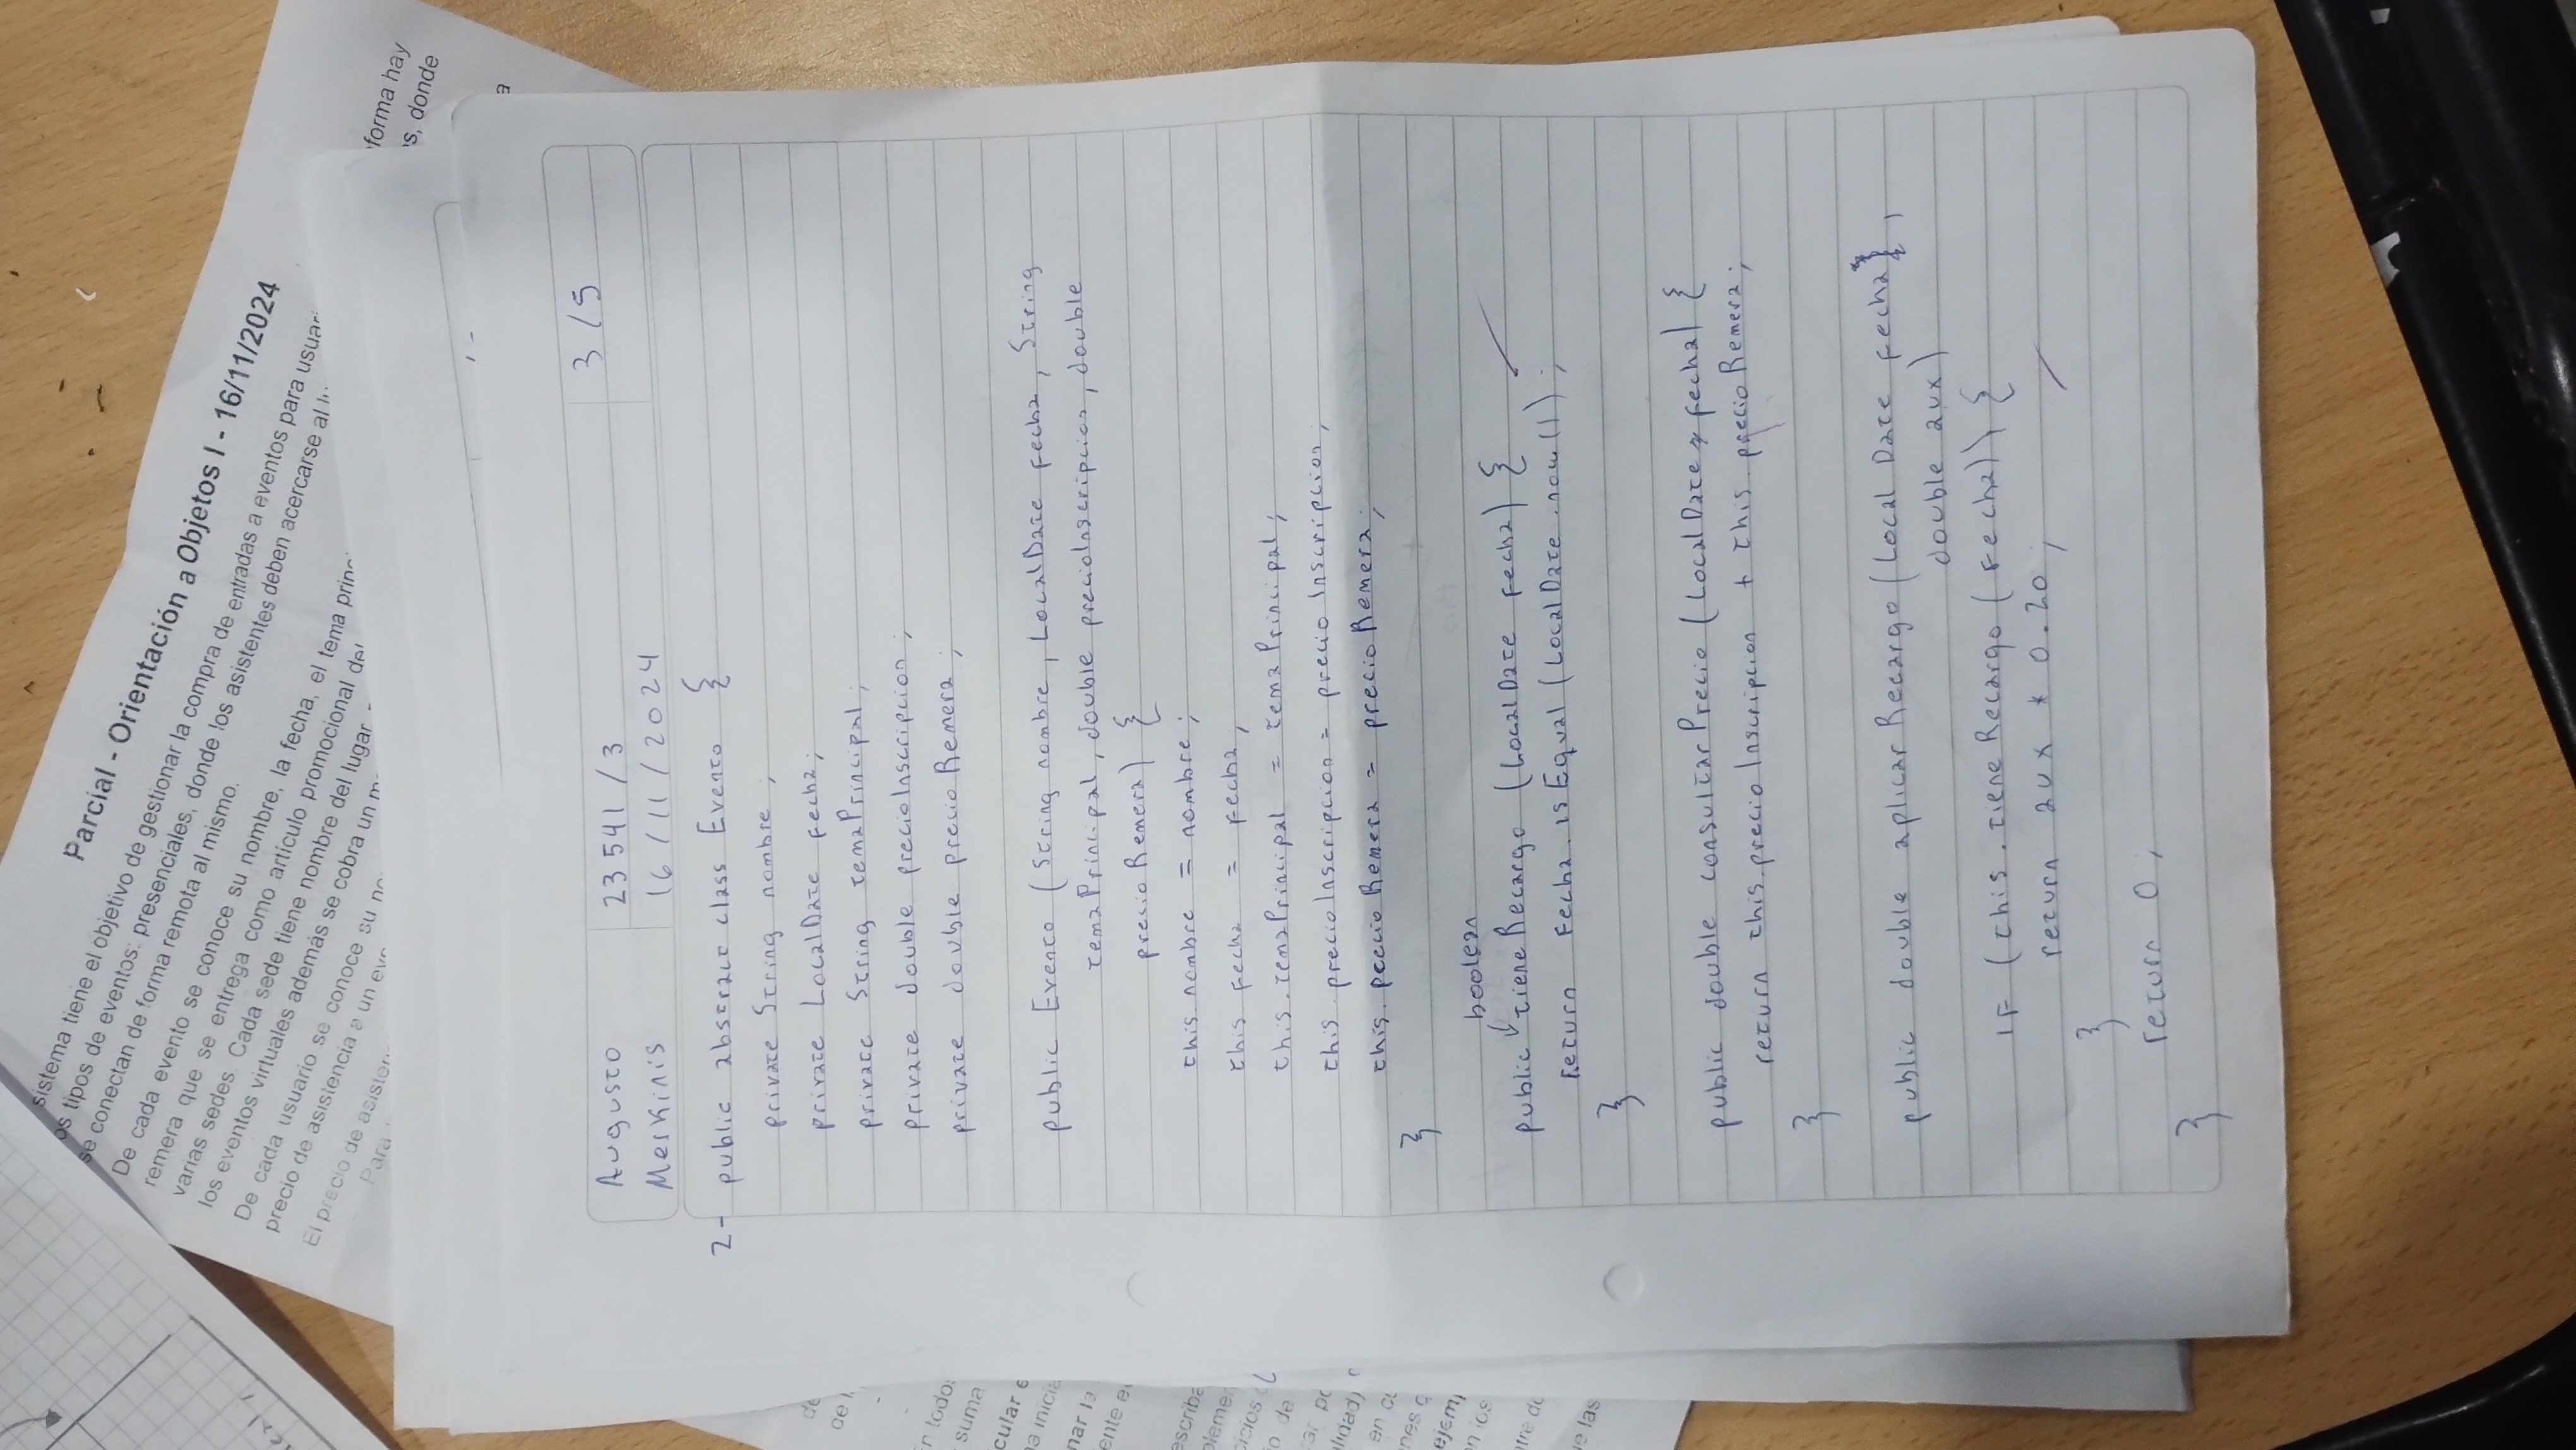 Parcial - Orientación a Objetos I - 16/11/2024
sistema tiene el objetivo de gestionar la compra de entradas a eventos para
os tipos de eventos: presenciales, donde los asistentes deben acercarse al
se conectan de forma remota al mismo.
De cada evento se conoce su nombre, la fecha, el tema
remera que se entrega como artículo promocional
varias sedes. Cada sede tiene nombre del lugar
los eventos virtuales además se cobra un
De cada usuario se conoce su
precio de asistencia a un
El precio de
Para
forma hay
s, donde
Augusto
Meskinis
23541/3
16/11/2024
3/5
2- public abstract class Evento {
private String nombre;
private LocalDate fecha;
private String temaPrincipal;
private double precioInscripcion;
private double precioRemera;
public Evento (String nombre, LocalDate fecha, String
temaPrincipal, double precioInscripcion, double
precioRemera) {
this.nombre = nombre;
this fecha = fecha;
this.temaPrincipal = temaPrincipal;
this.precioInscripcion = precioInscripcion;
this.precioRemera = precioRemera;
}
boolean
public tieneRecargo (LocalDate fecha) {
return fecha.isEqual (LocalDate.now());
}
public double consultarPrecio (LocalDate fecha) {
return this.precioInscripcion + this.precioRemera;
}
public double aplicarRecargo (LocalDate fecha,
double aux)
if (this.tieneRecargo (fecha)) {
return aux * 0.20;
}
return 0;
}